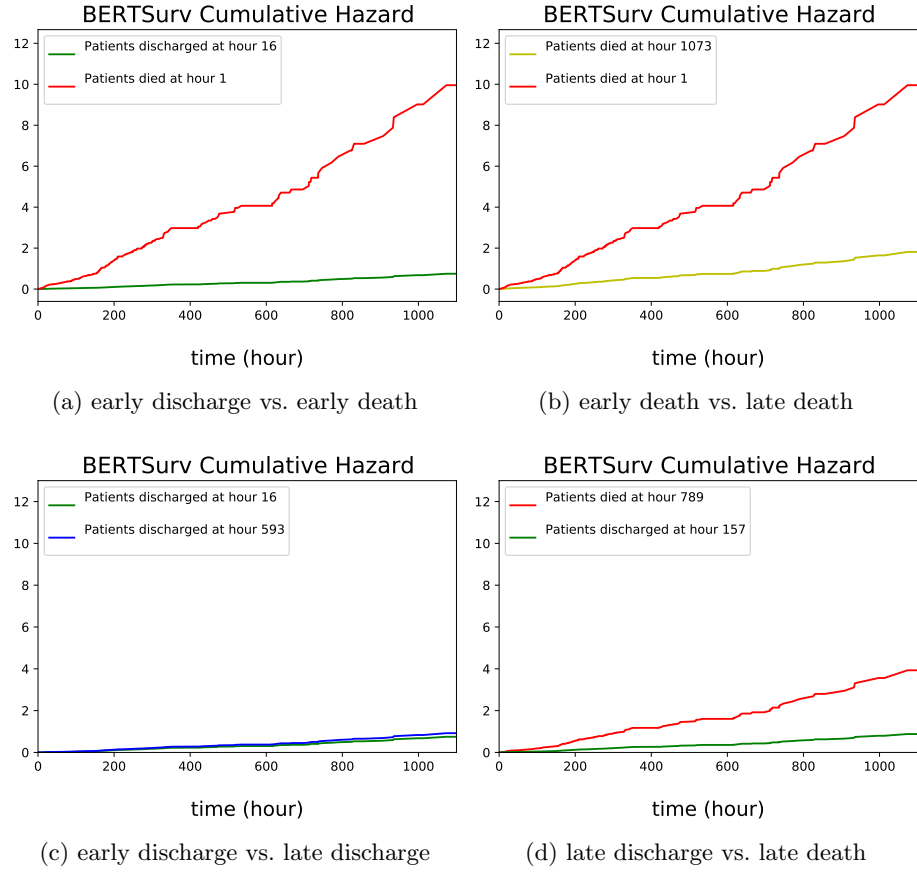 BERTSurv Cumulative Hazard
Patients discharged at hour 16
Patients died at hour 1
12
10
8
6
4
2
0
0 200 400 600 800 1000
time (hour)
(a) early discharge vs. early death
BERTSurv Cumulative Hazard
Patients died at hour 1073
Patients died at hour 1
12
10
8
6
4
2
0
0 200 400 600 800 1000
time (hour)
(b) early death vs. late death
BERTSurv Cumulative Hazard
Patients discharged at hour 16
Patients discharged at hour 593
12
10
8
6
4
2
0
0 200 400 600 800 1000
time (hour)
(c) early discharge vs. late discharge
BERTSurv Cumulative Hazard
Patients died at hour 789
Patients discharged at hour 157
12
10
8
6
4
2
0
0 200 400 600 800 1000
time (hour)
(d) late discharge vs. late death